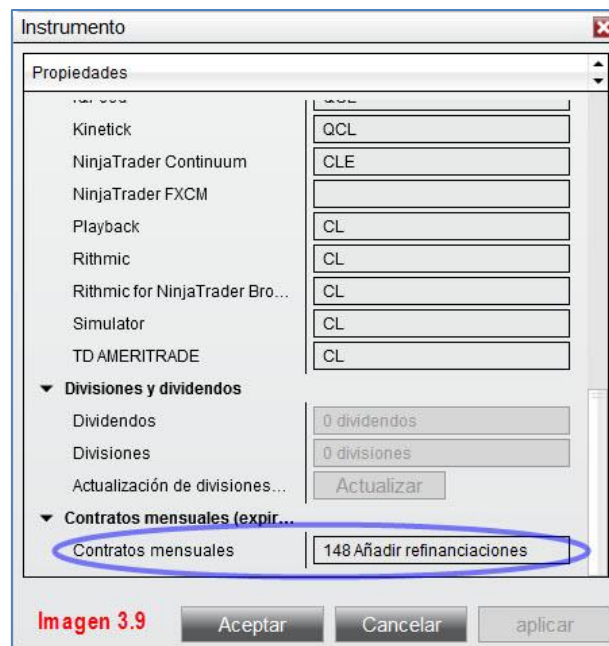 Instrumento
Propiedades
Kinetick QCL
NinjaTrader Continuum CLE
NinjaTrader FXCM
Playback CL
Rithmic CL
Rithmic for NinjaTrader Bro... CL
Simulator CL
TD AMERITRADE CL
Divisiones y dividendos
Dividendos 0 dividendos
Divisiones 0 divisiones
Actualización de divisiones... Actualizar
Contratos mensuales (expir...
Contratos mensuales 148 Añadir refinanciaciones
Imagen 3.9 Aceptar Cancelar aplicar